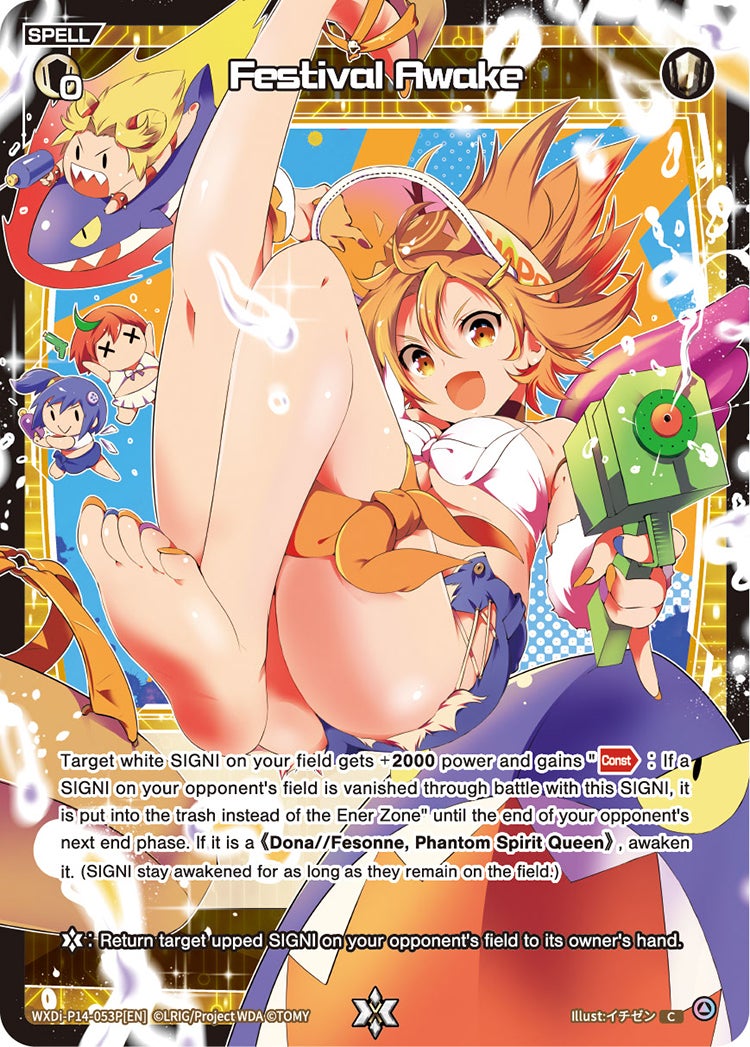 SPELL
0
Festival Awake
HAPP
Target white SIGNI on your field gets +2000 power and gains " Const : If a
SIGNI on your opponent's field is vanished through battle with this SIGNI, it
is put into the trash instead of the Ener Zone" until the end of your opponent's
next end phase. If it is a 《Dona//Fesonne, Phantom Spirit Queen》, awaken
it. (SIGNI stay awakened for as long as they remain on the field.)
: Return target upped SIGNI on your opponent's field to its owner's hand.
WXDi-P14-053P[EN] ©LRIG/Project WDA ©TOMY
Illust:イチゼン C